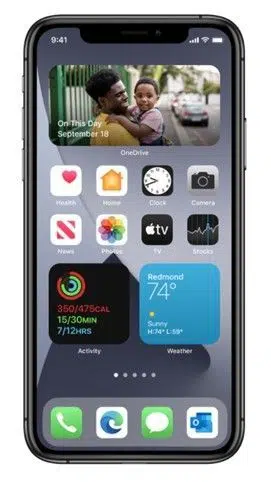 9:41
On This Day
September 18
OneDrive
Health Home Clock Camera
News Photos TV Stocks
350/475CAL
15/30MIN
7/12HRS
Activity
Redmond
74°
Sunny
H:74° L:59°
Weather